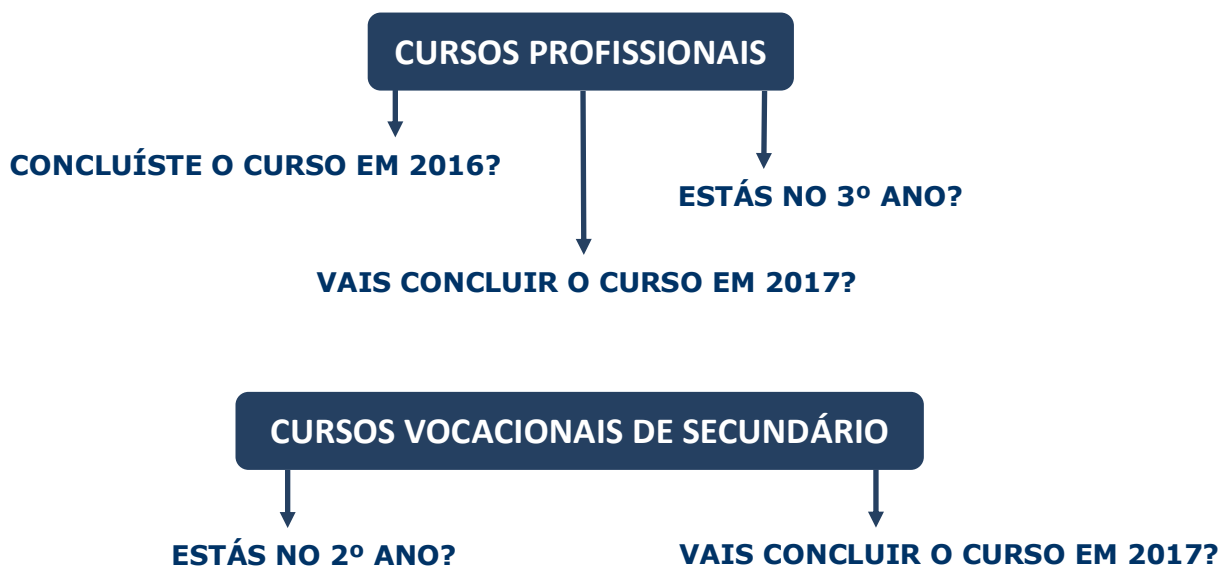 CURSOS PROFISSIONAIS
CONCLUÍSTE O CURSO EM 2016?
ESTÁS NO 3º ANO?
VAIS CONCLUIR O CURSO EM 2017?
CURSOS VOCACIONAIS DE SECUNDÁRIO
ESTÁS NO 2º ANO?
VAIS CONCLUIR O CURSO EM 2017?